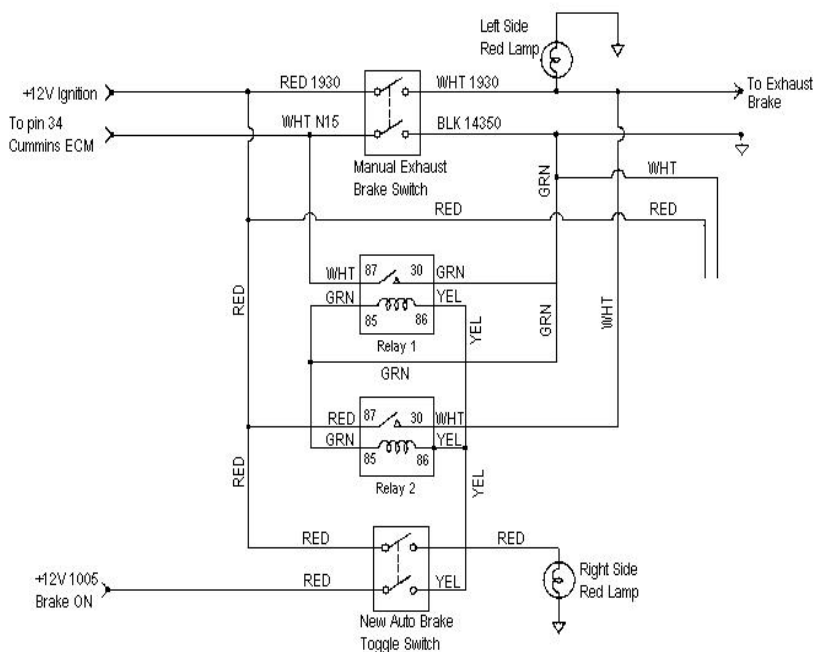 Left Side
Red Lamp
+12V Ignition
RED 1930
WHT 1930
To Exhaust
Brake
To pin 34
Cummins ECM
WHT N15
BLK 14350
Manual Exhaust
Brake Switch
GRN
WHT
RED
RED
WHT
87
30
GRN
GRN
YEL
85
86
Relay 1
RED
YEL
GRN
WHT
GRN
RED
87
30
WHT
GRN
YEL
85
86
Relay 2
RED
YEL
RED
RED
+12V 1005
Brake ON
RED
YEL
Right Side
Red Lamp
New Auto Brake
Toggle Switch